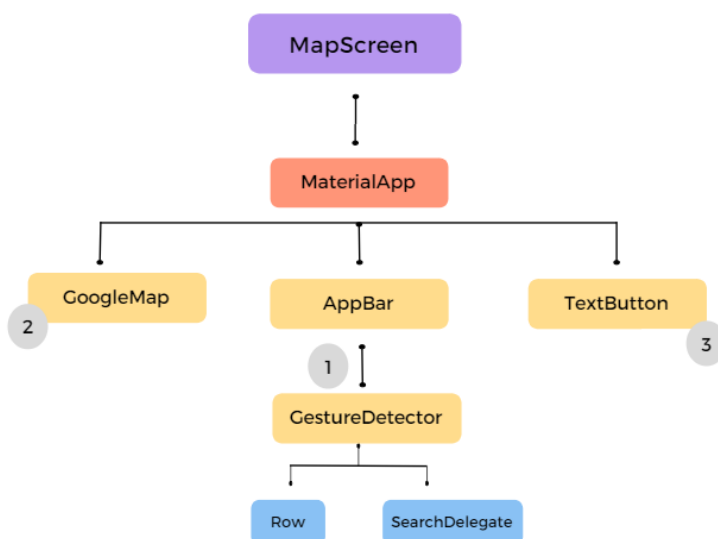 MapScreen
MaterialApp
GoogleMap
AppBar
TextButton
2
3
1
GestureDetector
Row
SearchDelegate